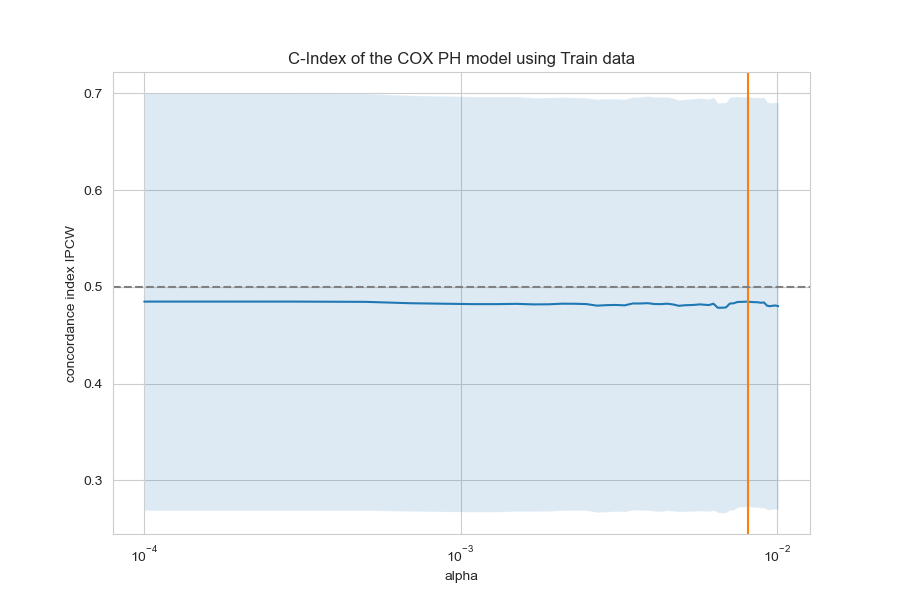 C-Index of the COX PH model using Train data
concordance index IPCW
0.7
0.6
0.5
0.4
0.3
10⁻⁴
10⁻³
10⁻²
alpha